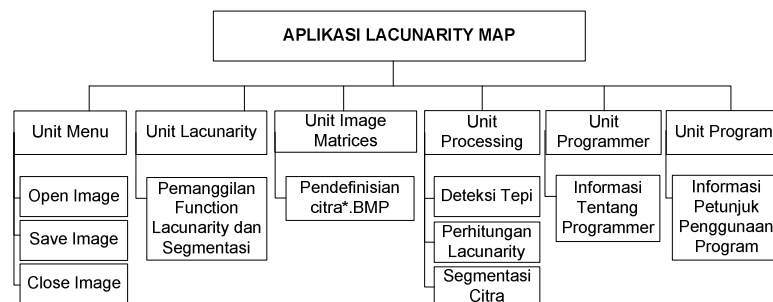 APLIKASI LACUNARITY MAP
Unit Menu
Open Image
Save Image
Close Image
Unit Lacunarity
Pemanggilan
Function
Lacunarity dan
Segmentasi
Unit Image
Matrices
Pendefinisian
citra*.BMP
Unit
Processing
Deteksi Tepi
Perhitungan
Lacunarity
Segmentasi
Citra
Unit
Programmer
Informasi
Tentang
Programmer
Unit Program
Informasi
Petunjuk
Penggunaan
Program